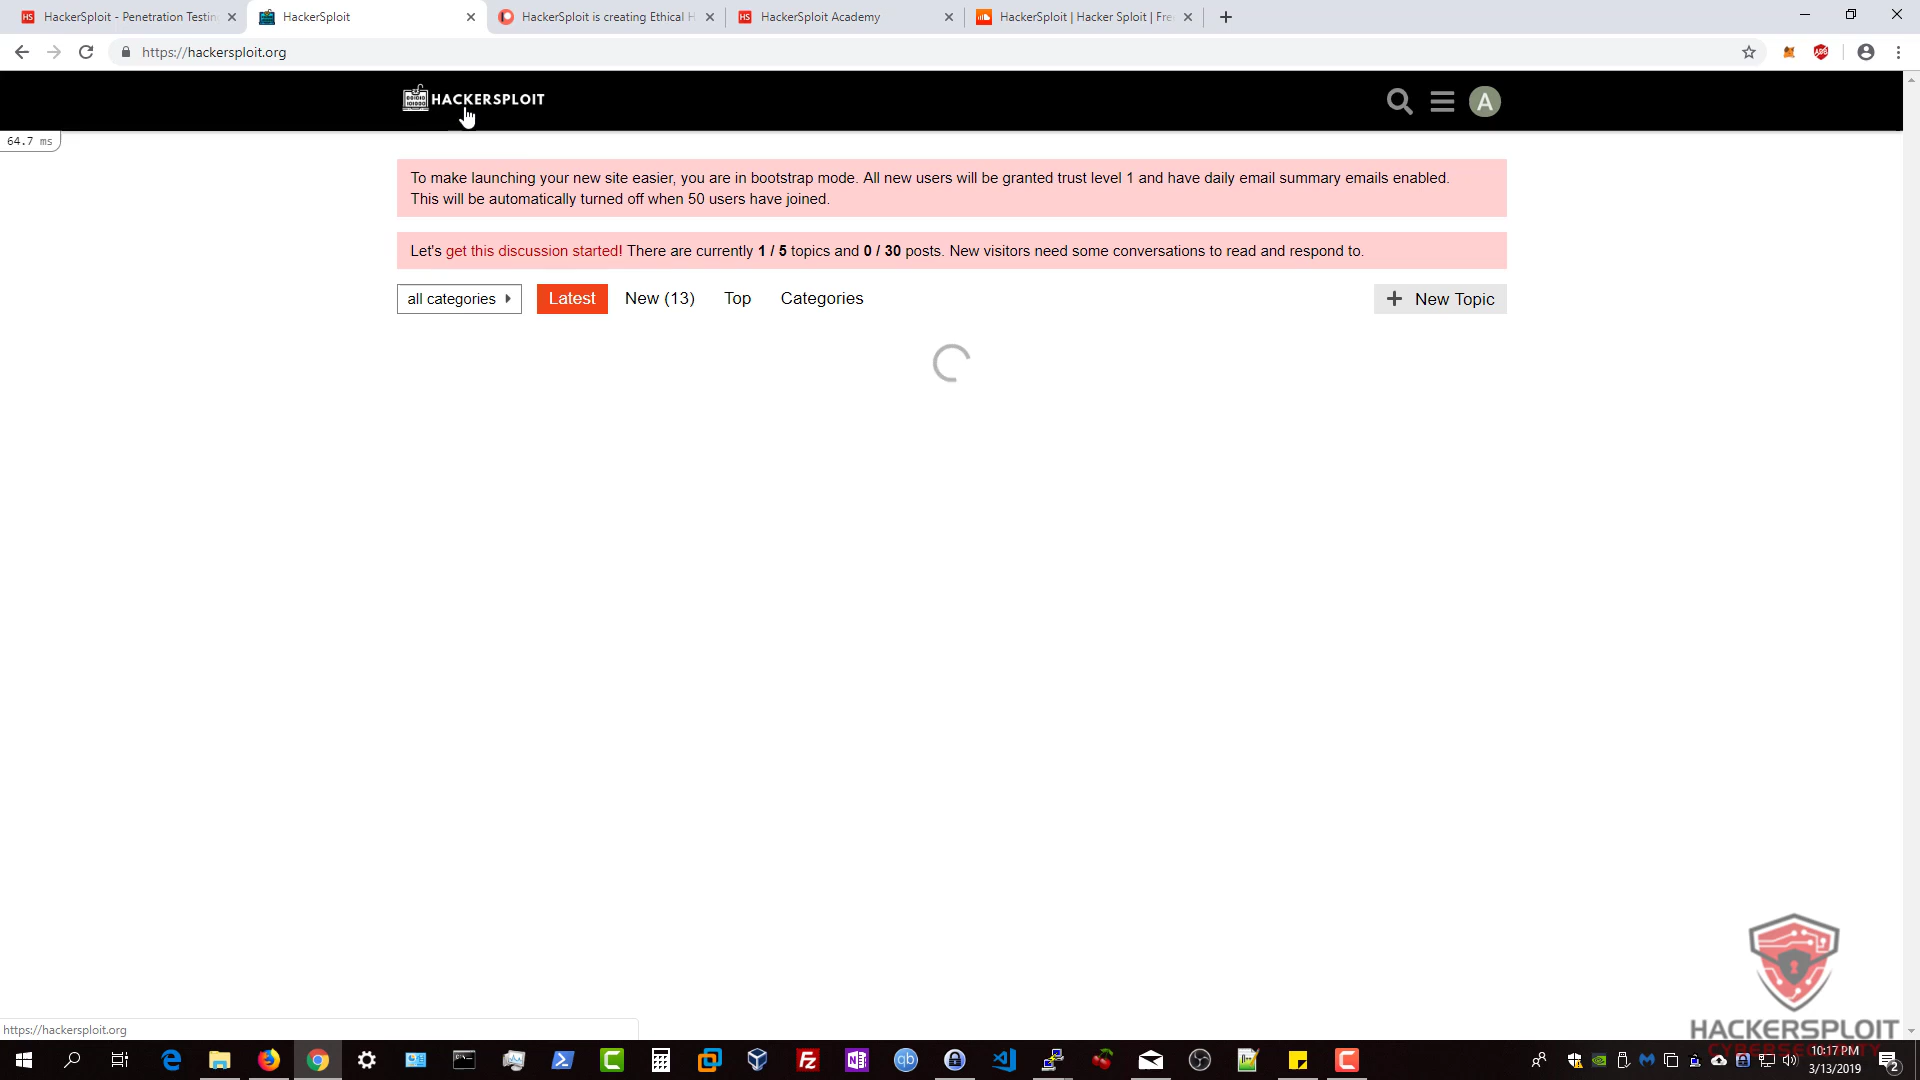 HackerSploit - Penetration Testin
HackerSploit
HackerSploit is creating Ethical H
HackerSploit Academy
HackerSploit | Hacker Sploit | Fre
https://hackersploit.org
HACKERSPLOIT
A
64.7 ms
To make launching your new site easier, you are in bootstrap mode. All new users will be granted trust level 1 and have daily email summary emails enabled.
This will be automatically turned off when 50 users have joined.
Let's get this discussion started! There are currently 1 / 5 topics and 0 / 30 posts. New visitors need some conversations to read and respond to.
all categories
Latest
New (13)
Top
Categories
New Topic
https://hackersploit.org
HACKERSPLOIT
CYBERSECURITY
10:17 PM
3/13/2019
2